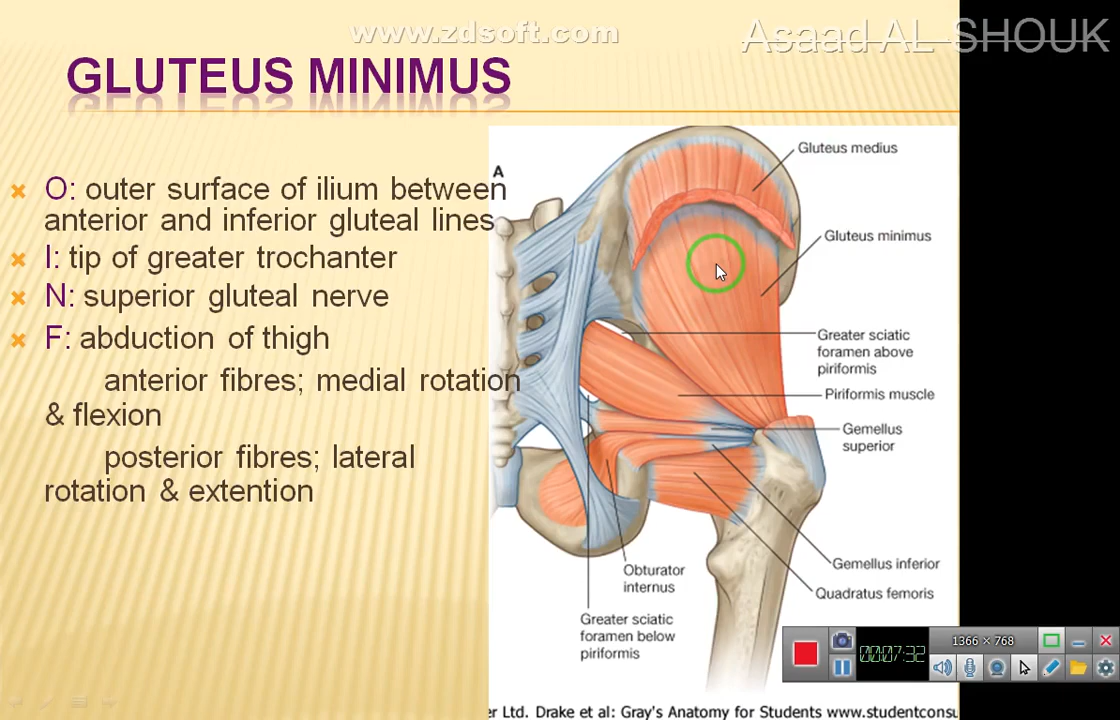 www.zdsoft.com
Asaad AL-SHOUK
GLUTEUS MINIMUS
O: outer surface of ilium between
anterior and inferior gluteal lines
I: tip of greater trochanter
N: superior gluteal nerve
F: abduction of thigh
anterior fibres; medial rotation
& flexion
posterior fibres; lateral
rotation & extention
A
Gluteus medius
Gluteus minimus
Greater sciatic
foramen above
piriformis
Piriformis muscle
Gemellus
superior
Gemellus inferior
Quadratus femoris
Obturator
internus
Greater sciatic
foramen below
piriformis
1366 × 768
00:07:32
er Ltd. Drake et al: Gray's Anatomy for Students www.studentconsu